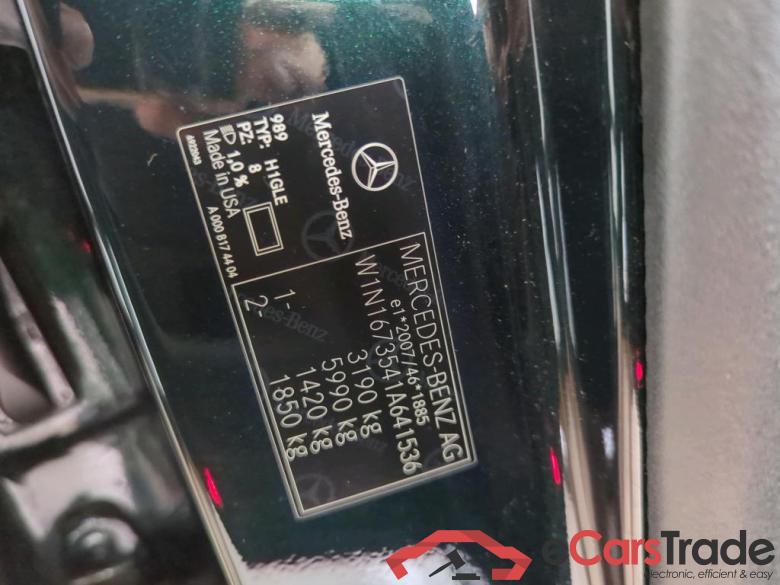 MERCEDES-BENZ AG
e1*2007/46*1885
W1N1673541A641536
3190 kg
5990 kg
1- 1420 kg
2- 1850 kg
Mercedes-Benz
989
TYP: H1GLE
PZ: 8
1,0 %
Made in USA
A 000 817 44 04
eCarsTrade
electronic, efficient & easy